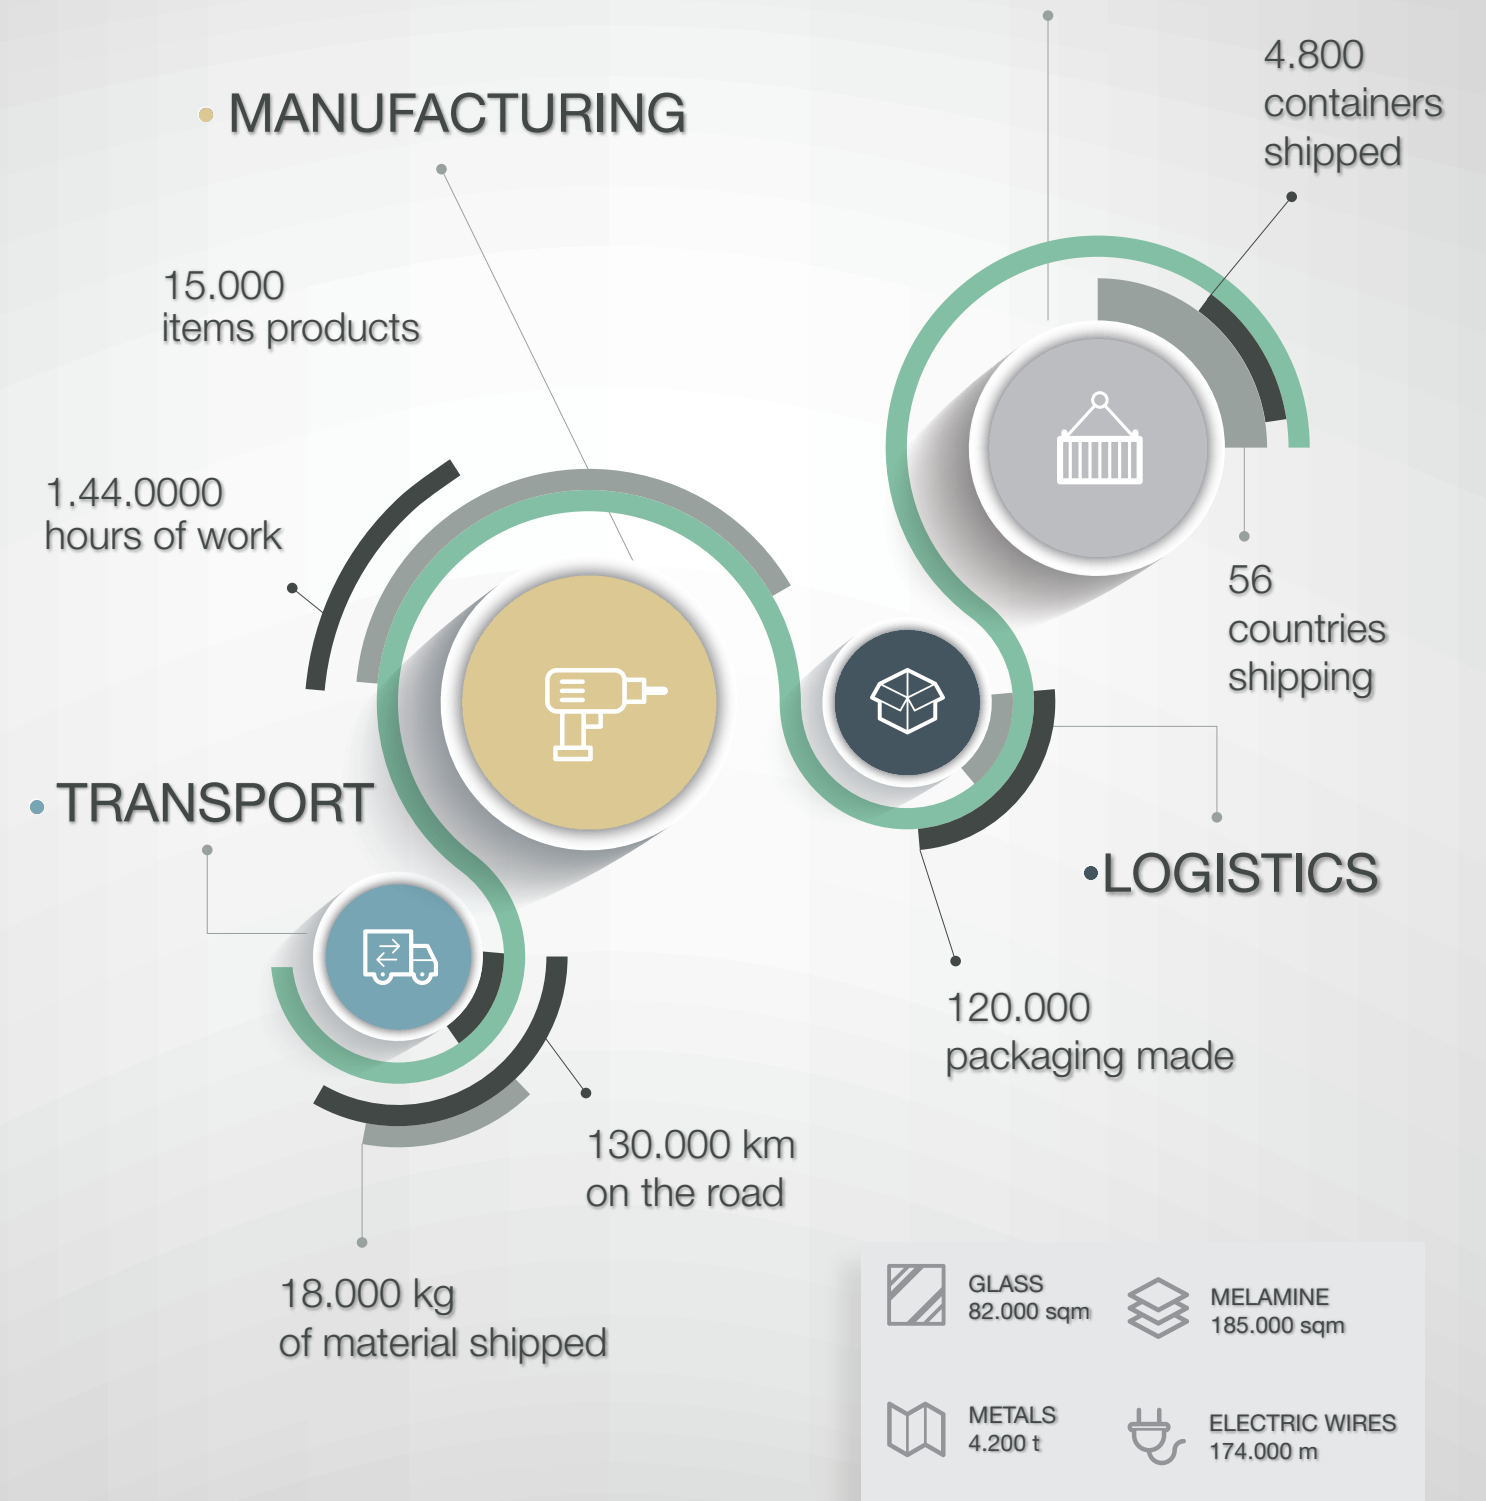 MANUFACTURING
15.000
items products
1.44.0000
hours of work
4.800
containers
shipped
56
countries
shipping
TRANSPORT
LOGISTICS
120.000
packaging made
130.000 km
on the road
18.000 kg
of material shipped
GLASS
82.000 sqm
MELAMINE
185.000 sqm
METALS
4.200 t
ELECTRIC WIRES
174.000 m